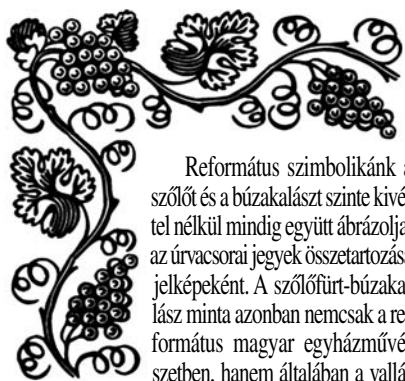 Református szimbolikánk a
szőlőt és a búzakalászt szinte kivé-
tel nélkül mindig együtt ábrázolja
az úrvacsorai jegyek összetartozása
jelképeként. A szőlőfürt-búzaka-
lász minta azonban nemcsak a re-
formátus magyar egyházművé-
szetben, hanem általában a vallá